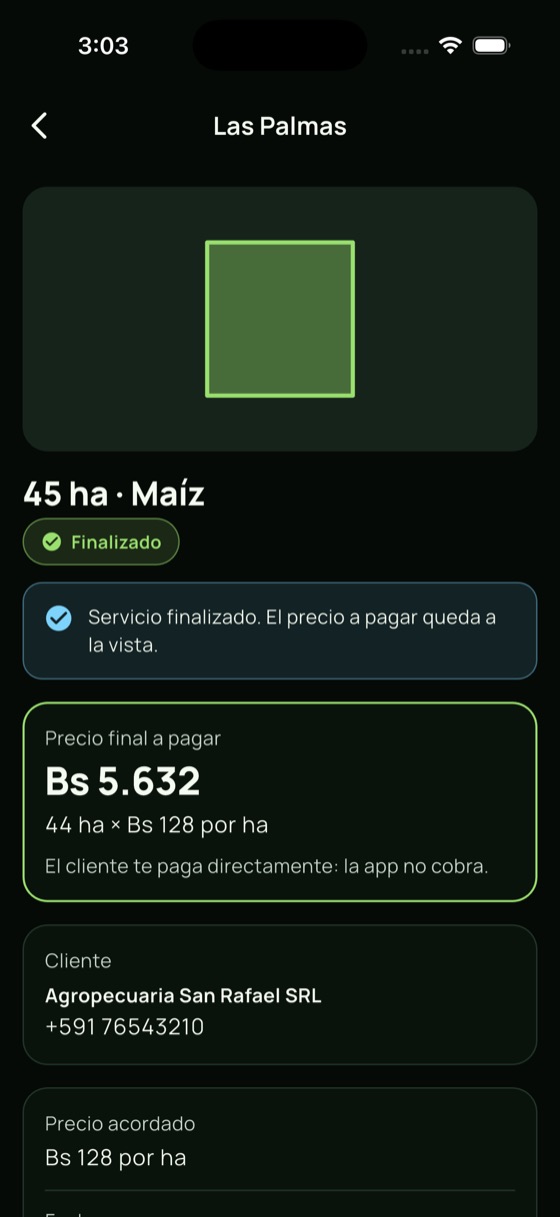 3:03
Las Palmas
45 ha · Maíz
Finalizado
Servicio finalizado. El precio a pagar queda a
la vista.
Precio final a pagar
Bs 5.632
44 ha × Bs 128 por ha
El cliente te paga directamente: la app no cobra.
Cliente
Agropecuaria San Rafael SRL
+591 76543210
Precio acordado
Bs 128 por ha